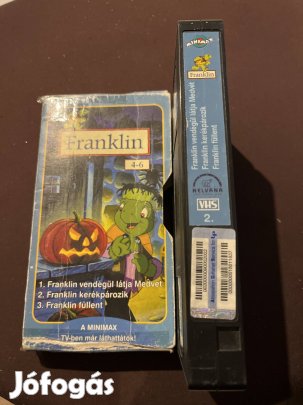 Franklin
4-6
1. Franklin vendégül látja Medvét
2. Franklin kerékpározik
3. Franklin füllent
A MINIMAX
TV-ben már láthattátok!
MINIMAX
Franklin
Franklin vendégül látja Medvét
Franklin kerékpározik
Franklin füllent
NELVANA
VHS
2.
Jófogás